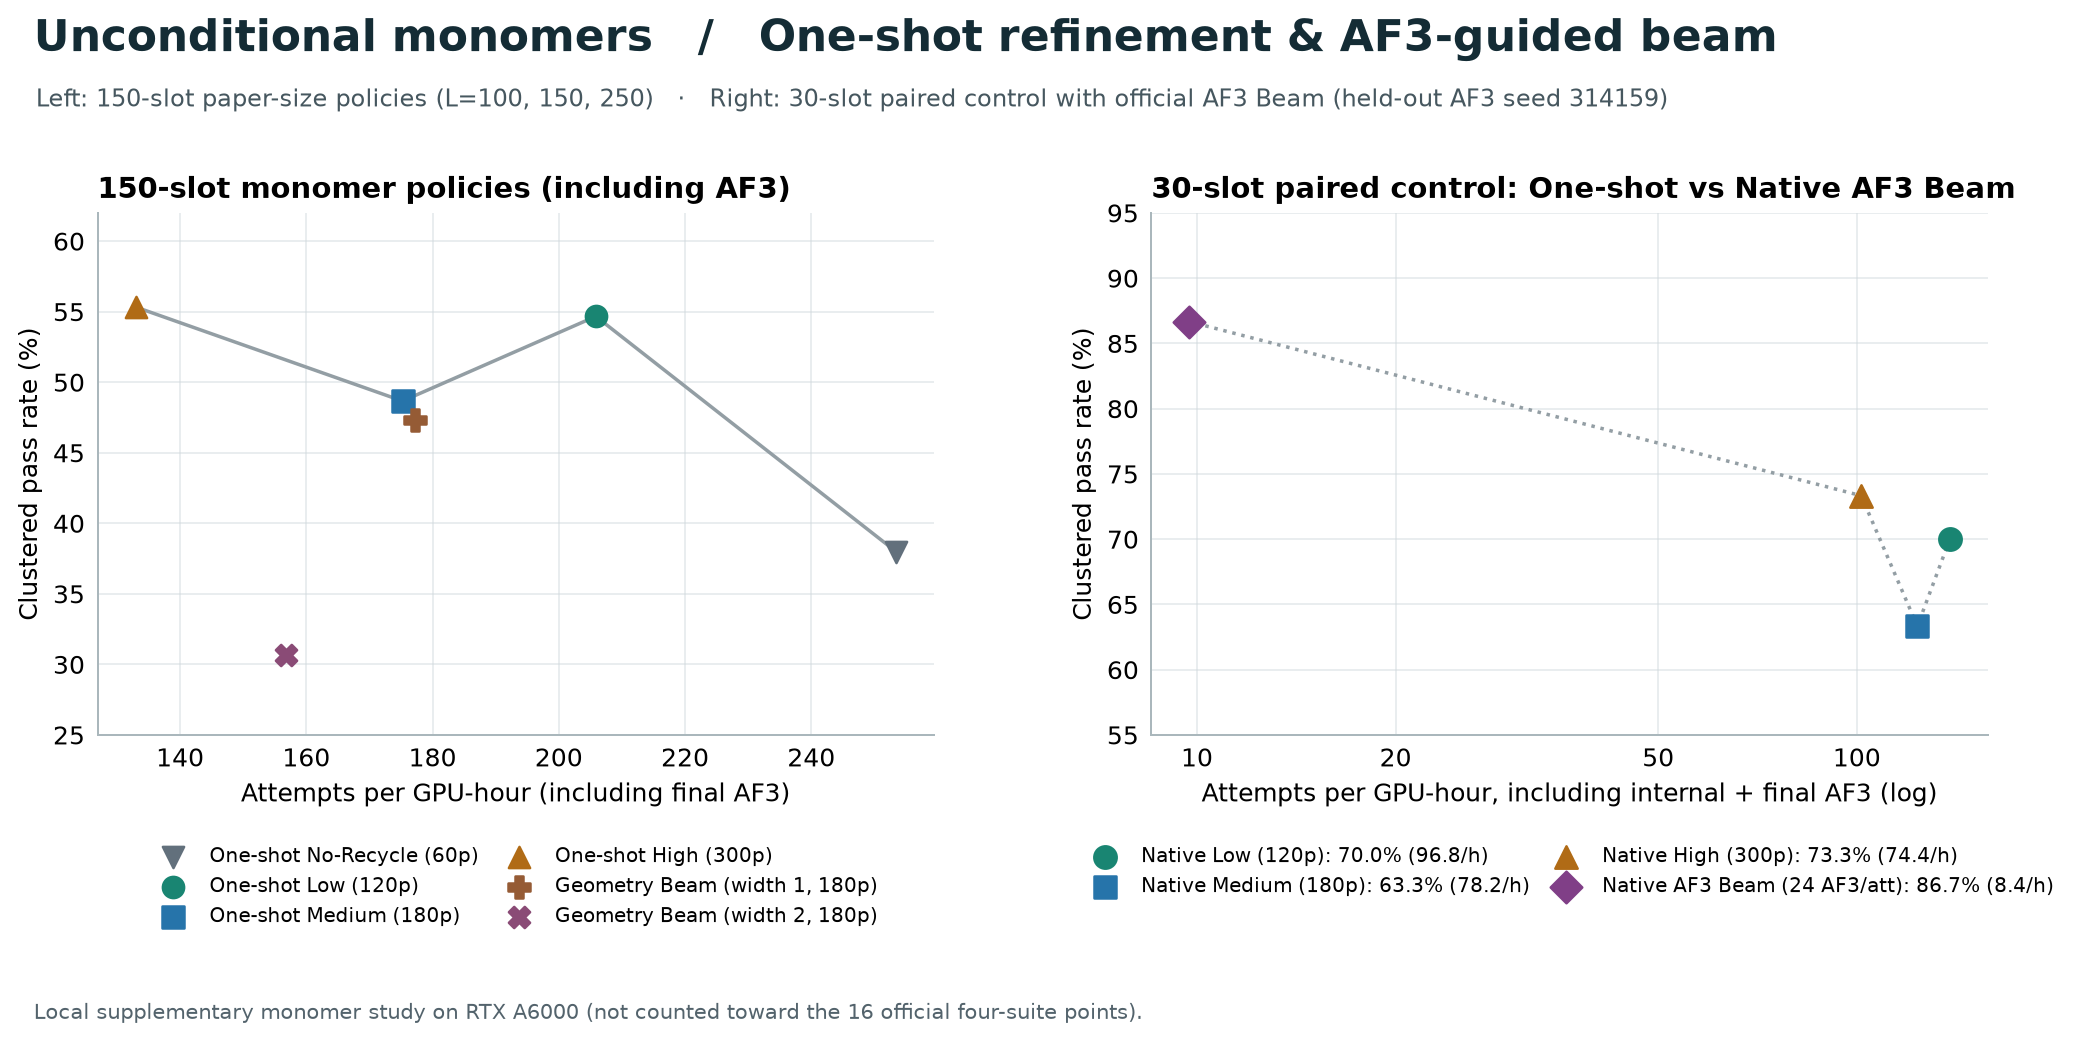 Unconditional monomers / One-shot refinement & AF3-guided beam
Left: 150-slot paper-size policies (L=100, 150, 250) · Right: 30-slot paired control with official AF3 Beam (held-out AF3 seed 314159)
150-slot monomer policies (including AF3)
Clustered pass rate (%)
60
55
50
45
40
35
30
25
140 160 180 200 220 240
Attempts per GPU-hour (including final AF3)
One-shot No-Recycle (60p)
One-shot Low (120p)
One-shot Medium (180p)
One-shot High (300p)
Geometry Beam (width 1, 180p)
Geometry Beam (width 2, 180p)
30-slot paired control: One-shot vs Native AF3 Beam
Clustered pass rate (%)
95
90
85
80
75
70
65
60
55
10 20 50 100
Attempts per GPU-hour, including internal + final AF3 (log)
Native Low (120p): 70.0% (96.8/h)
Native Medium (180p): 63.3% (78.2/h)
Native High (300p): 73.3% (74.4/h)
Native AF3 Beam (24 AF3/att): 86.7% (8.4/h)
Local supplementary monomer study on RTX A6000 (not counted toward the 16 official four-suite points).